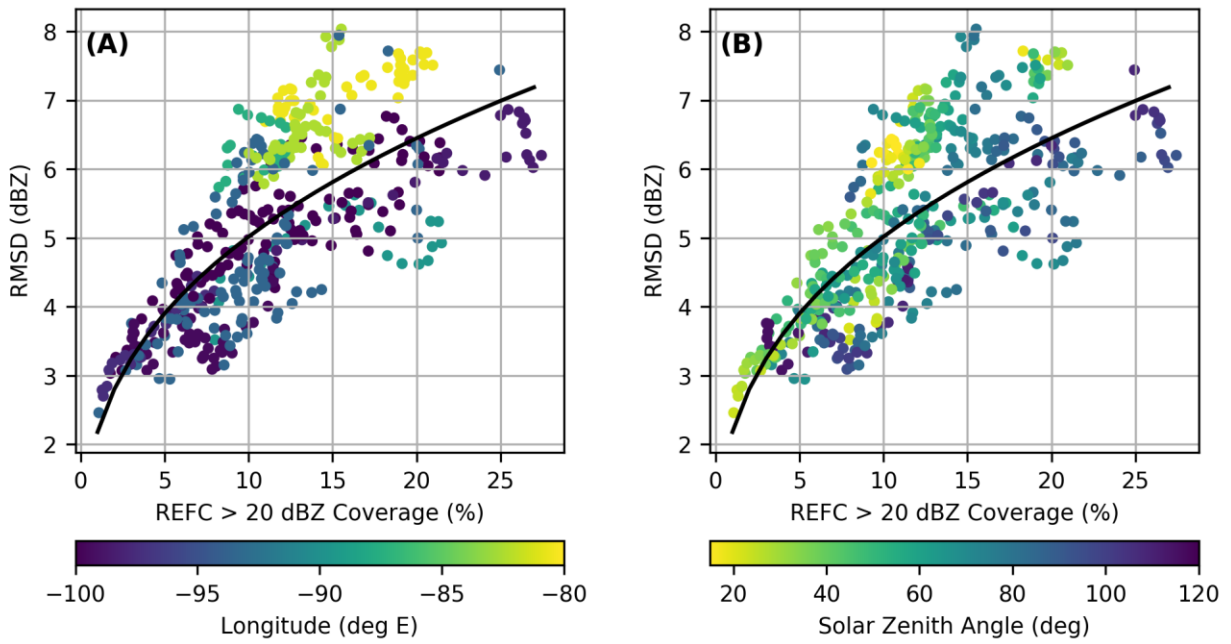 (A)
8
7
6
5
4
3
2
RMSD (dBZ)
0 5 10 15 20 25
REFC > 20 dBZ Coverage (%)
−100 −95 −90 −85 −80
Longitude (deg E)
(B)
8
7
6
5
4
3
2
RMSD (dBZ)
0 5 10 15 20 25
REFC > 20 dBZ Coverage (%)
20 40 60 80 100 120
Solar Zenith Angle (deg)